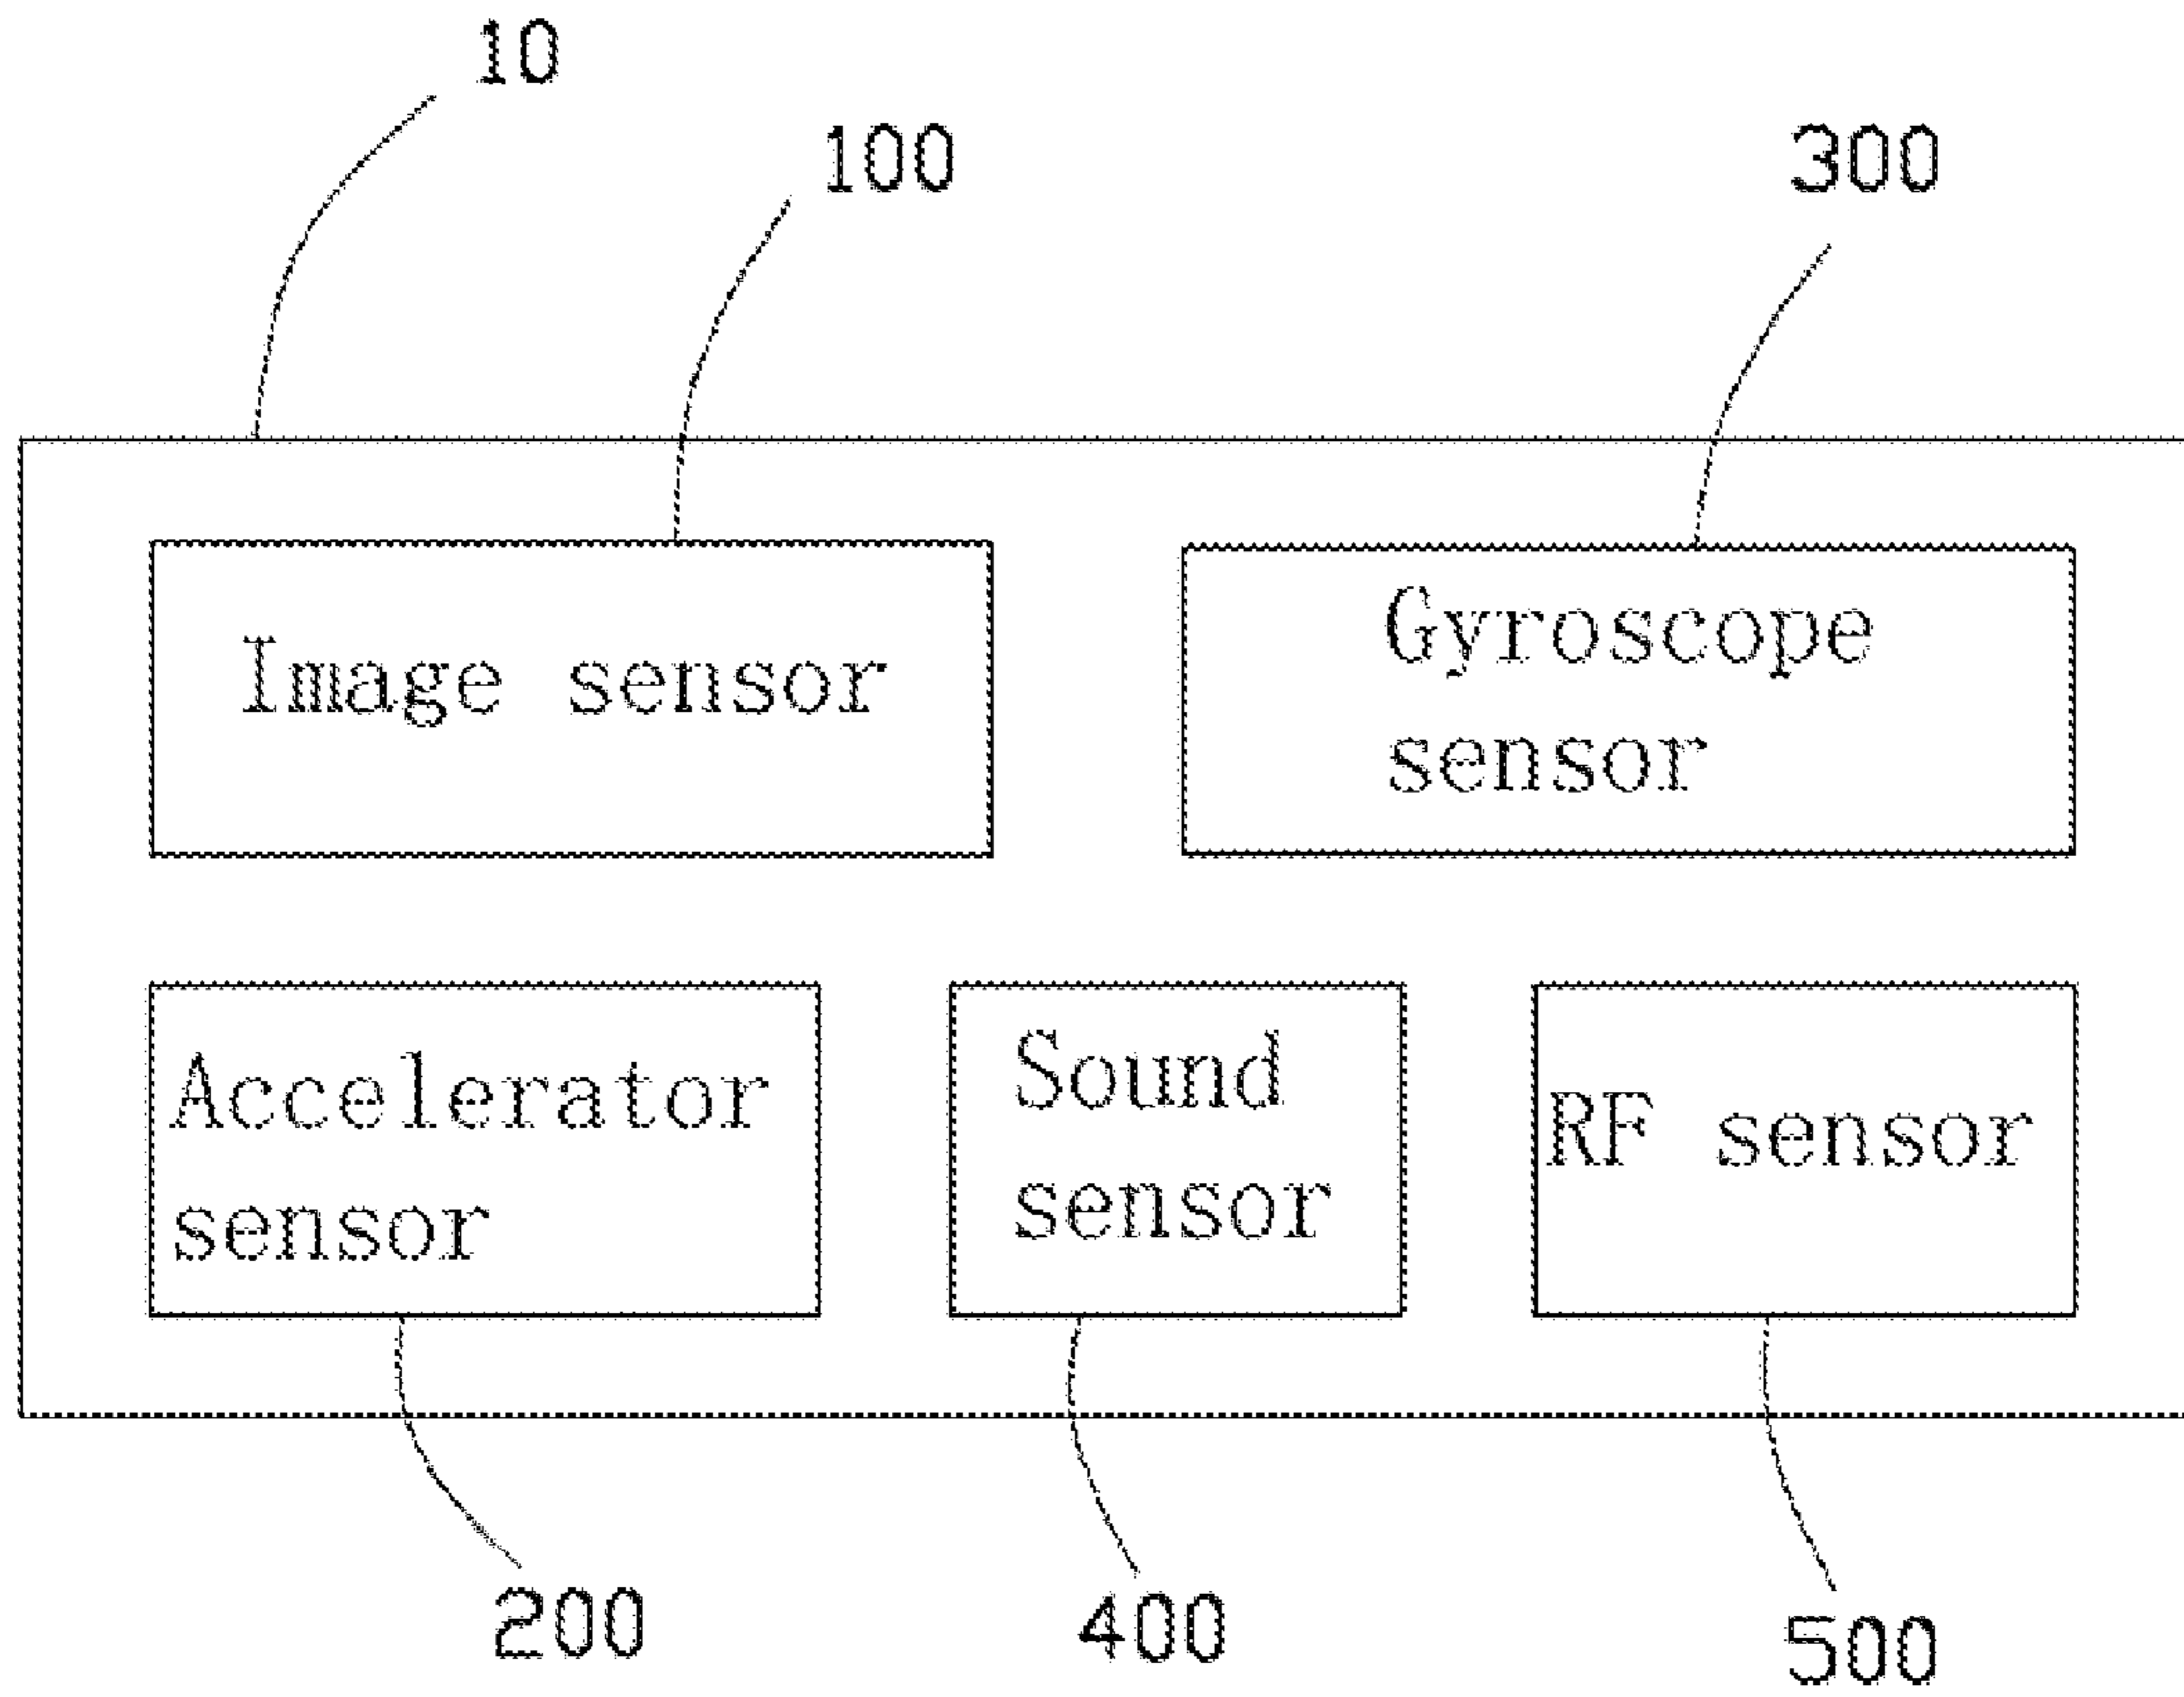 10
100
300
Image sensor
Gyroscope
sensor
Accelerator
sensor
Sound
sensor
RF sensor
200
400
500